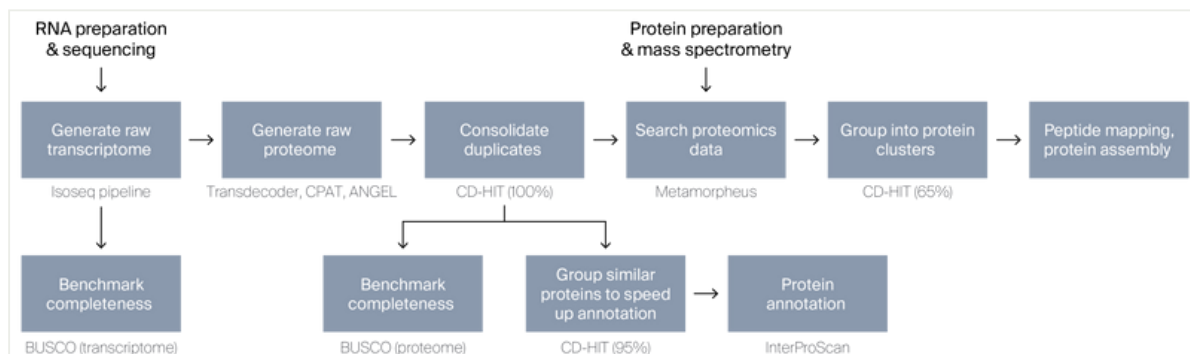 RNA preparation
& sequencing
Protein preparation
& mass spectrometry
Generate raw
transcriptome
Generate raw
proteome
Consolidate
duplicates
Search proteomics
data
Group into protein
clusters
Peptide mapping,
protein assembly
Isoseq pipeline
Transdecoder, CPAT, ANGEL
CD-HIT (100%)
Metamorpheus
CD-HIT (65%)
Benchmark
completeness
Benchmark
completeness
Group similar
proteins to speed
up annotation
Protein
annotation
BUSCO (transcriptome)
BUSCO (proteome)
CD-HIT (95%)
InterProScan